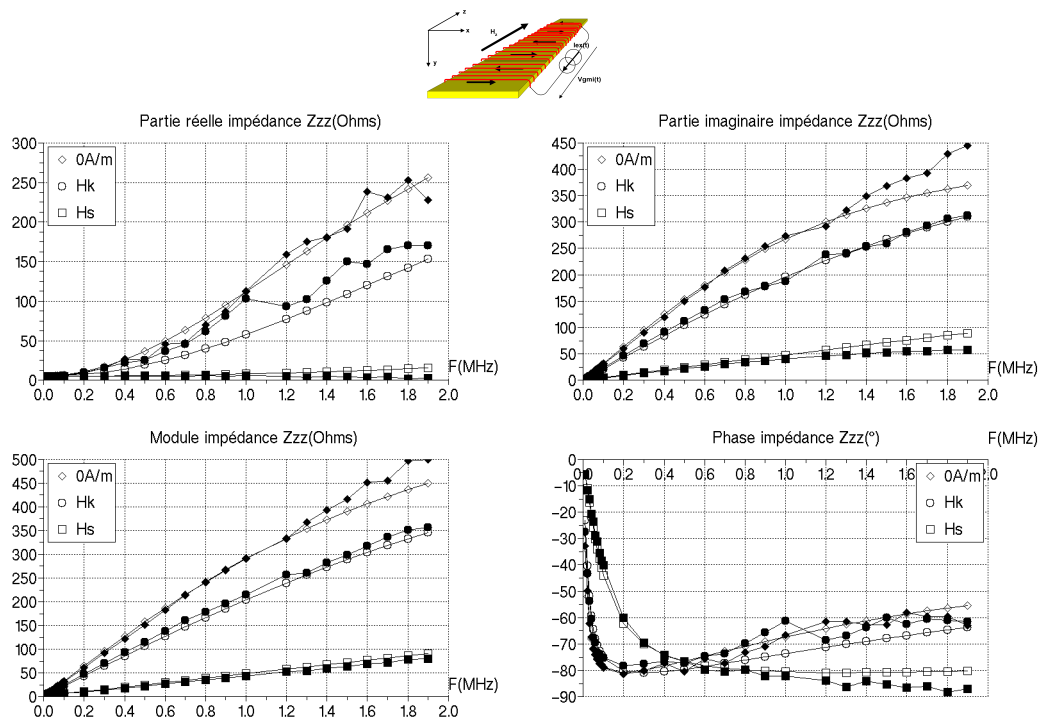 z
x
y
Hz
Iex(t)
Vgmi(t)
Partie réelle impédance Zzz(Ohms)
300
250
200
150
100
50
0
0.0 0.2 0.4 0.6 0.8 1.0 1.2 1.4 1.6 1.8 2.0
F(MHz)
0A/m
Hk
Hs
Partie imaginaire impédance Zzz(Ohms)
450
400
350
300
250
200
150
100
50
0
0.0 0.2 0.4 0.6 0.8 1.0 1.2 1.4 1.6 1.8 2.0
F(MHz)
0A/m
Hk
Hs
Module impédance Zzz(Ohms)
500
450
400
350
300
250
200
150
100
50
0
0.0 0.2 0.4 0.6 0.8 1.0 1.2 1.4 1.6 1.8 2.0
F(MHz)
0A/m
Hk
Hs
Phase impédance Zzz(°)
F(MHz)
0
−10
−20
−30
−40
−50
−60
−70
−80
−90
0.0 0.2 0.4 0.6 0.8 1.0 1.2 1.4 1.6 2.0
0A/m
Hk
Hs